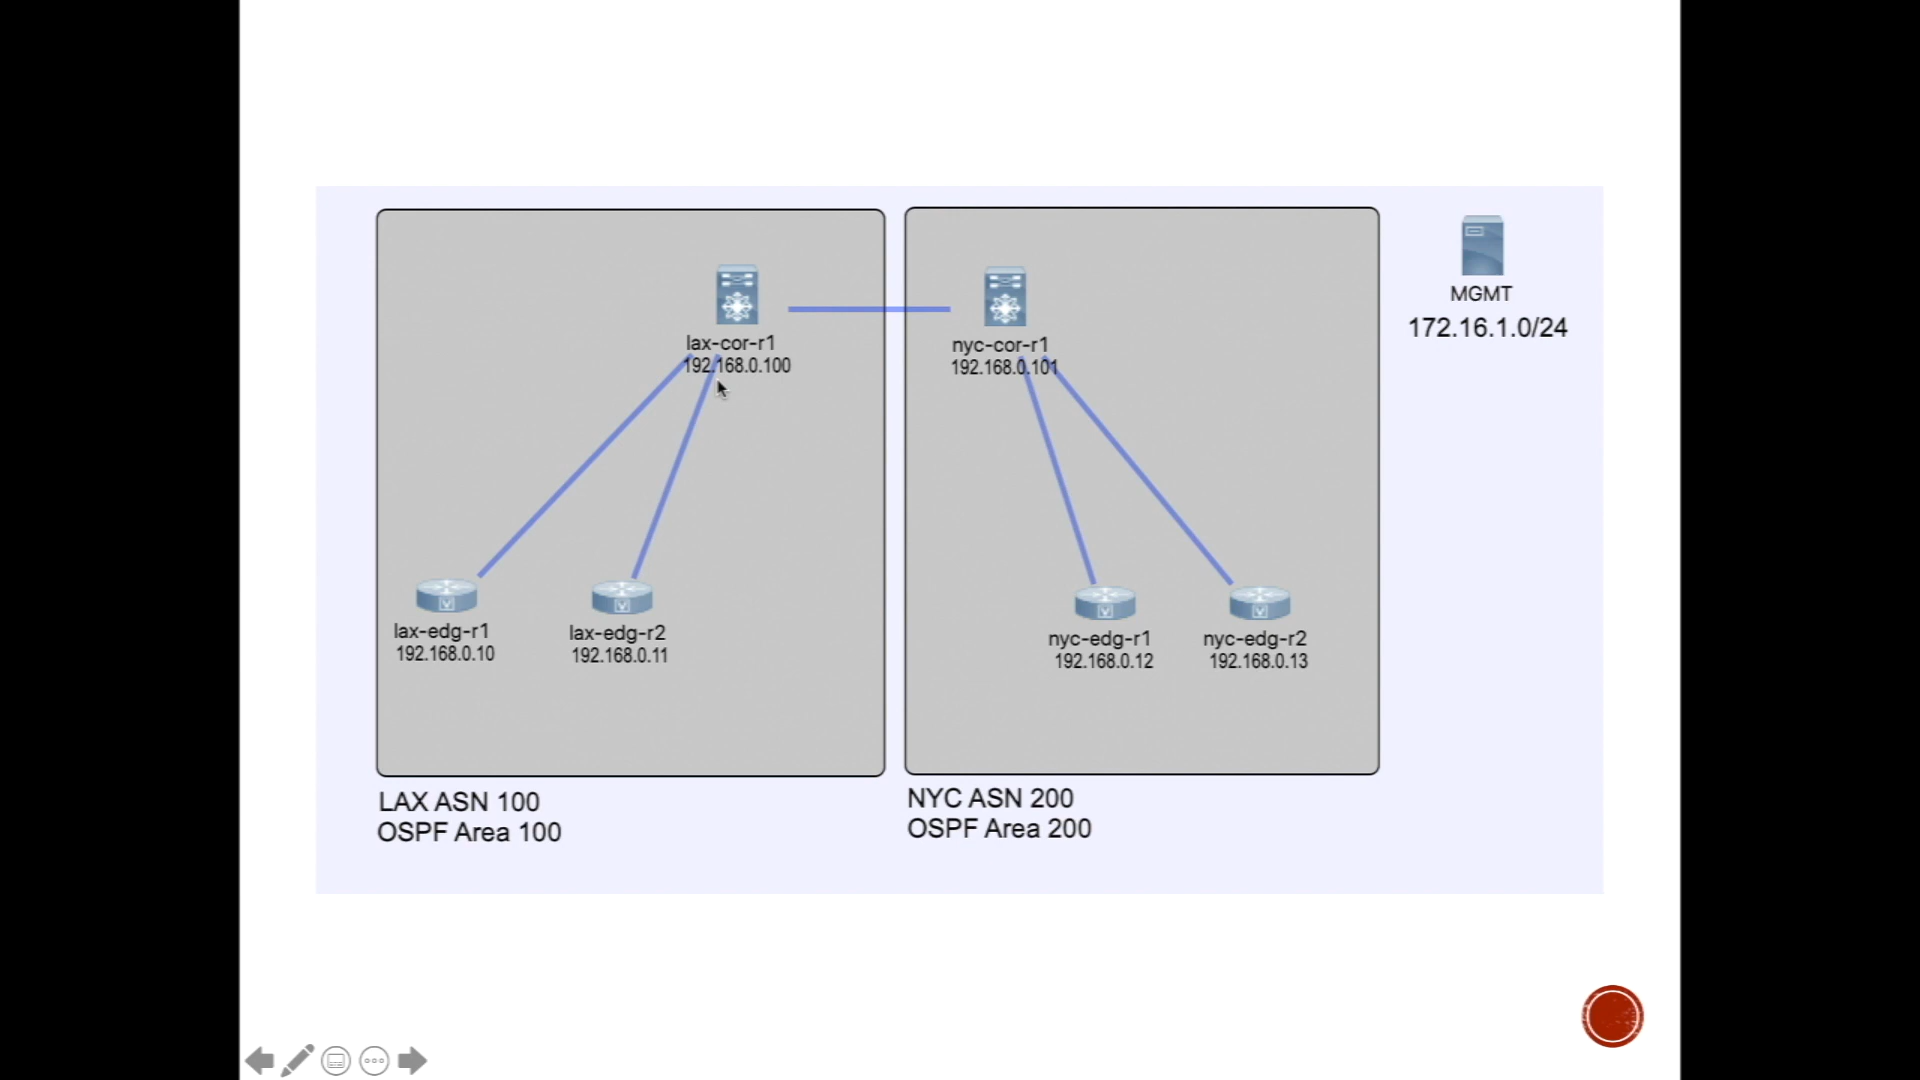 lax-cor-r1
192.168.0.100
nyc-cor-r1
192.168.0.101
MGMT
172.16.1.0/24
lax-edg-r1
192.168.0.10
lax-edg-r2
192.168.0.11
nyc-edg-r1
192.168.0.12
nyc-edg-r2
192.168.0.13
LAX ASN 100
OSPF Area 100
NYC ASN 200
OSPF Area 200